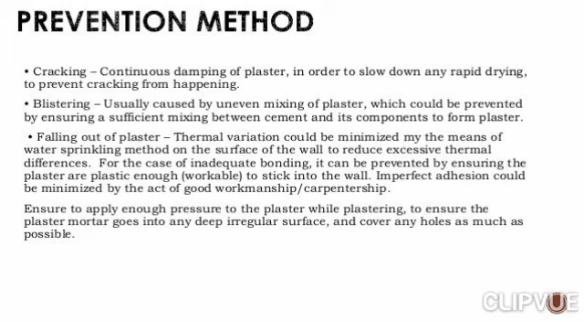 PREVENTION METHOD
• Cracking – Continuous damping of plaster, in order to slow down any rapid drying,
to prevent cracking from happening.
• Blistering – Usually caused by uneven mixing of plaster, which could be prevented
by ensuring a sufficient mixing between cement and its components to form plaster.
• Falling out of plaster – Thermal variation could be minimized my the means of
water sprinkling method on the surface of the wall to reduce excessive thermal
differences. For the case of inadequate bonding, it can be prevented by ensuring the
plaster are plastic enough (workable) to stick into the wall. Imperfect adhesion could
be minimized by the act of good workmanship/carpentership.
Ensure to apply enough pressure to the plaster while plastering, to ensure the
plaster mortar goes into any deep irregular surface, and cover any holes as much as
possible.
CLIPVUE